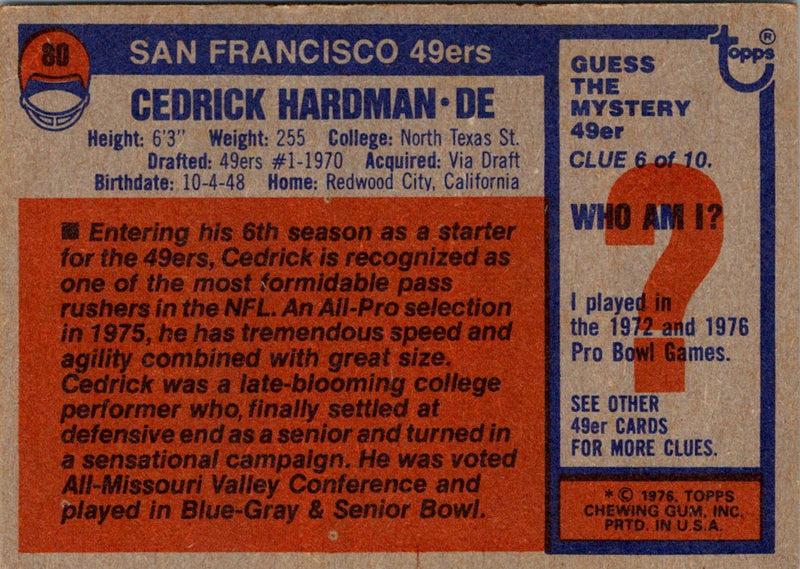 80
SAN FRANCISCO 49ers
CEDRICK HARDMAN • DE
Height: 6'3" Weight: 255 College: North Texas St.
Drafted: 49ers #1-1970 Acquired: Via Draft
Birthdate: 10-4-48 Home: Redwood City, California
■ Entering his 6th season as a starter
for the 49ers, Cedrick is recognized as
one of the most formidable pass
rushers in the NFL. An All-Pro selection
in 1975, he has tremendous speed and
agility combined with great size.
Cedrick was a late-blooming college
performer who, finally settled at
defensive end as a senior and turned in
a sensational campaign. He was voted
All-Missouri Valley Conference and
played in Blue-Gray & Senior Bowl.
topps®
GUESS
THE
MYSTERY
49er
CLUE 6 of 10.
?
WHO AM I?
I played in
the 1972 and 1976
Pro Bowl Games.
SEE OTHER
49er CARDS
FOR MORE CLUES.
* © 1976, TOPPS
CHEWING GUM, INC.
PRTD. IN U.S.A.